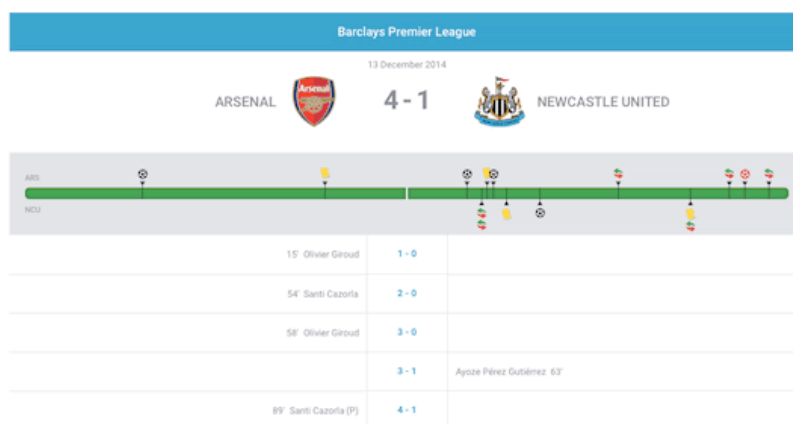 Barclays Premier League
13 December 2014
ARSENAL Arsenal 4 - 1 NEWCASTLE UNITED
ARS
NCU
15' Olivier Giroud 1 - 0
54' Santi Cazorla 2 - 0
58' Olivier Giroud 3 - 0
3 - 1 Ayoze Pérez Gutiérrez 63'
89' Santi Cazorla (P) 4 - 1